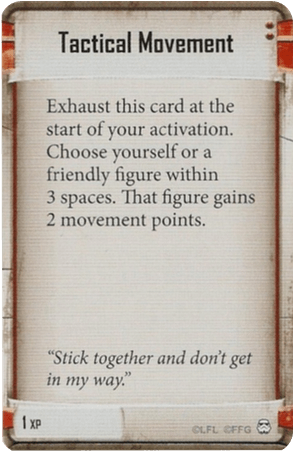 Tactical Movement
Exhaust this card at the
start of your activation.
Choose yourself or a
friendly figure within
3 spaces. That figure gains
2 movement points.
“Stick together and don’t get
in my way.”
1 XP
©LFL ©FFG